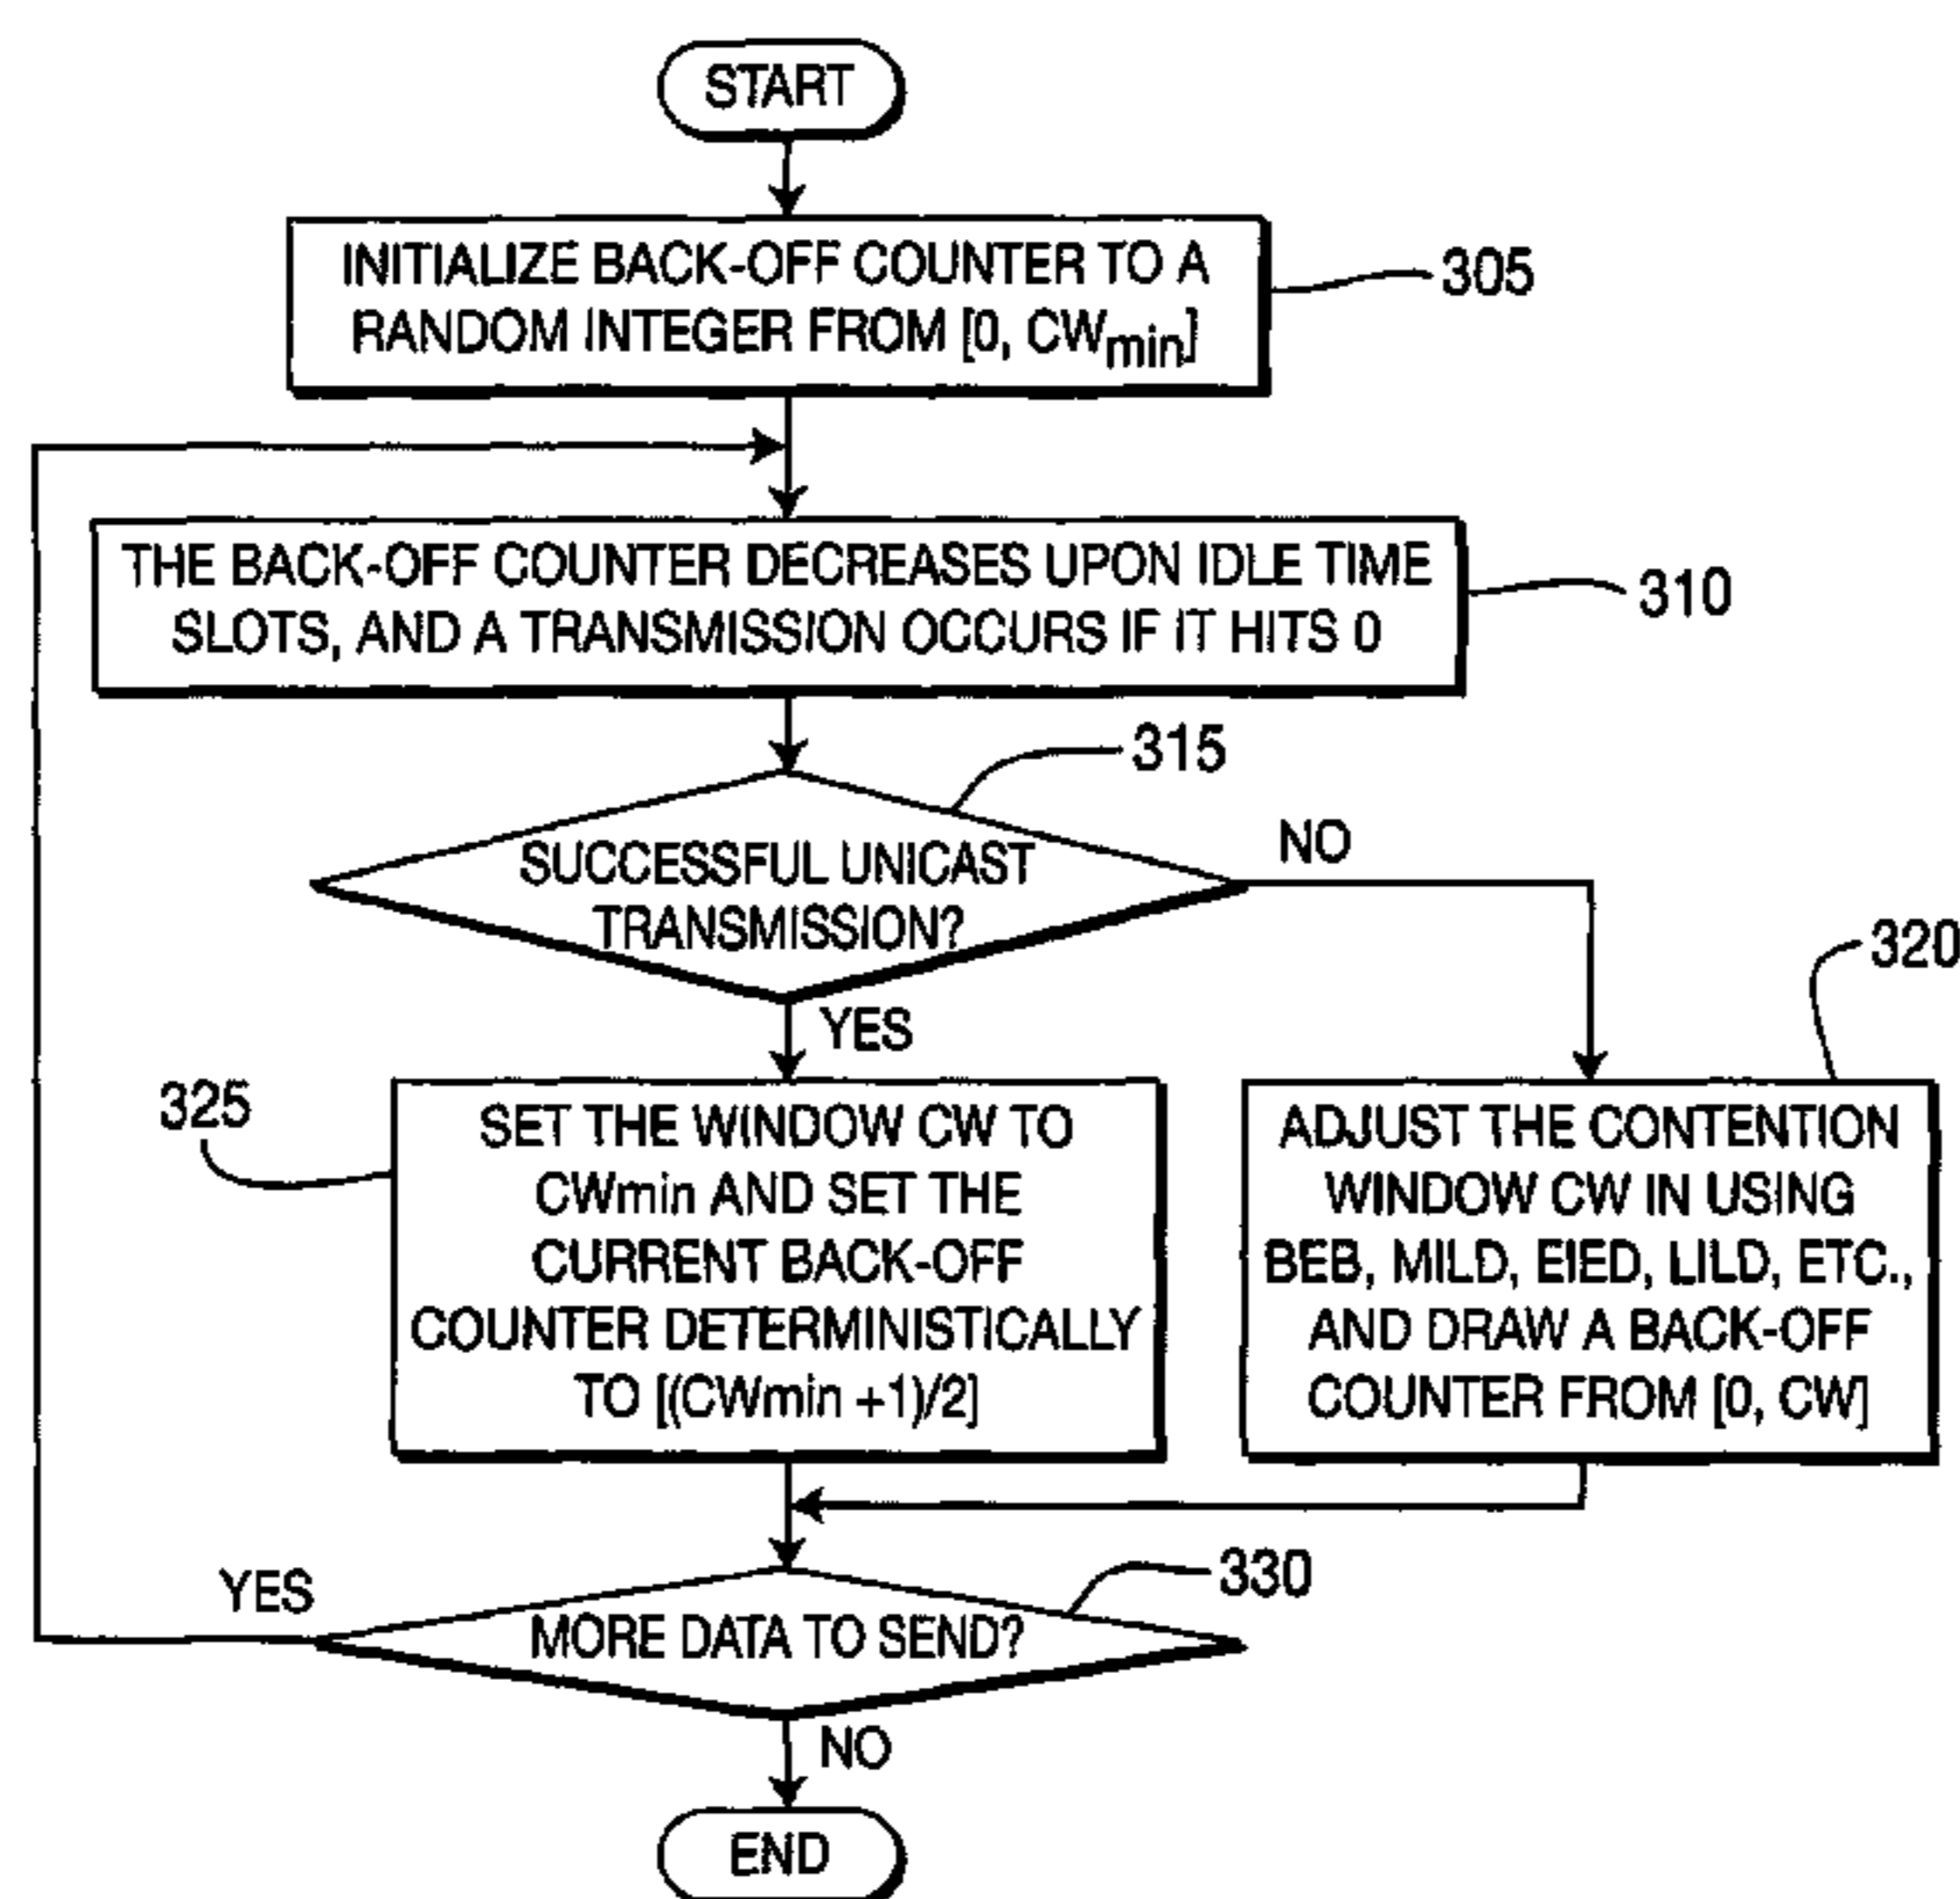 START
INITIALIZE BACK-OFF COUNTER TO A
RANDOM INTEGER FROM [0, CWmin]
305
THE BACK-OFF COUNTER DECREASES UPON IDLE TIME
SLOTS, AND A TRANSMISSION OCCURS IF IT HITS 0
310
315
SUCCESSFUL UNICAST
TRANSMISSION?
NO
YES
320
325
SET THE WINDOW CW TO
CWmin AND SET THE
CURRENT BACK-OFF
COUNTER DETERMINISTICALLY
TO [((CWmin +1)/2]
ADJUST THE CONTENTION
WINDOW CW IN USING
BEB, MILD, EIED, LILD, ETC.,
AND DRAW A BACK-OFF
COUNTER FROM [0, CW]
330
YES
MORE DATA TO SEND?
NO
END